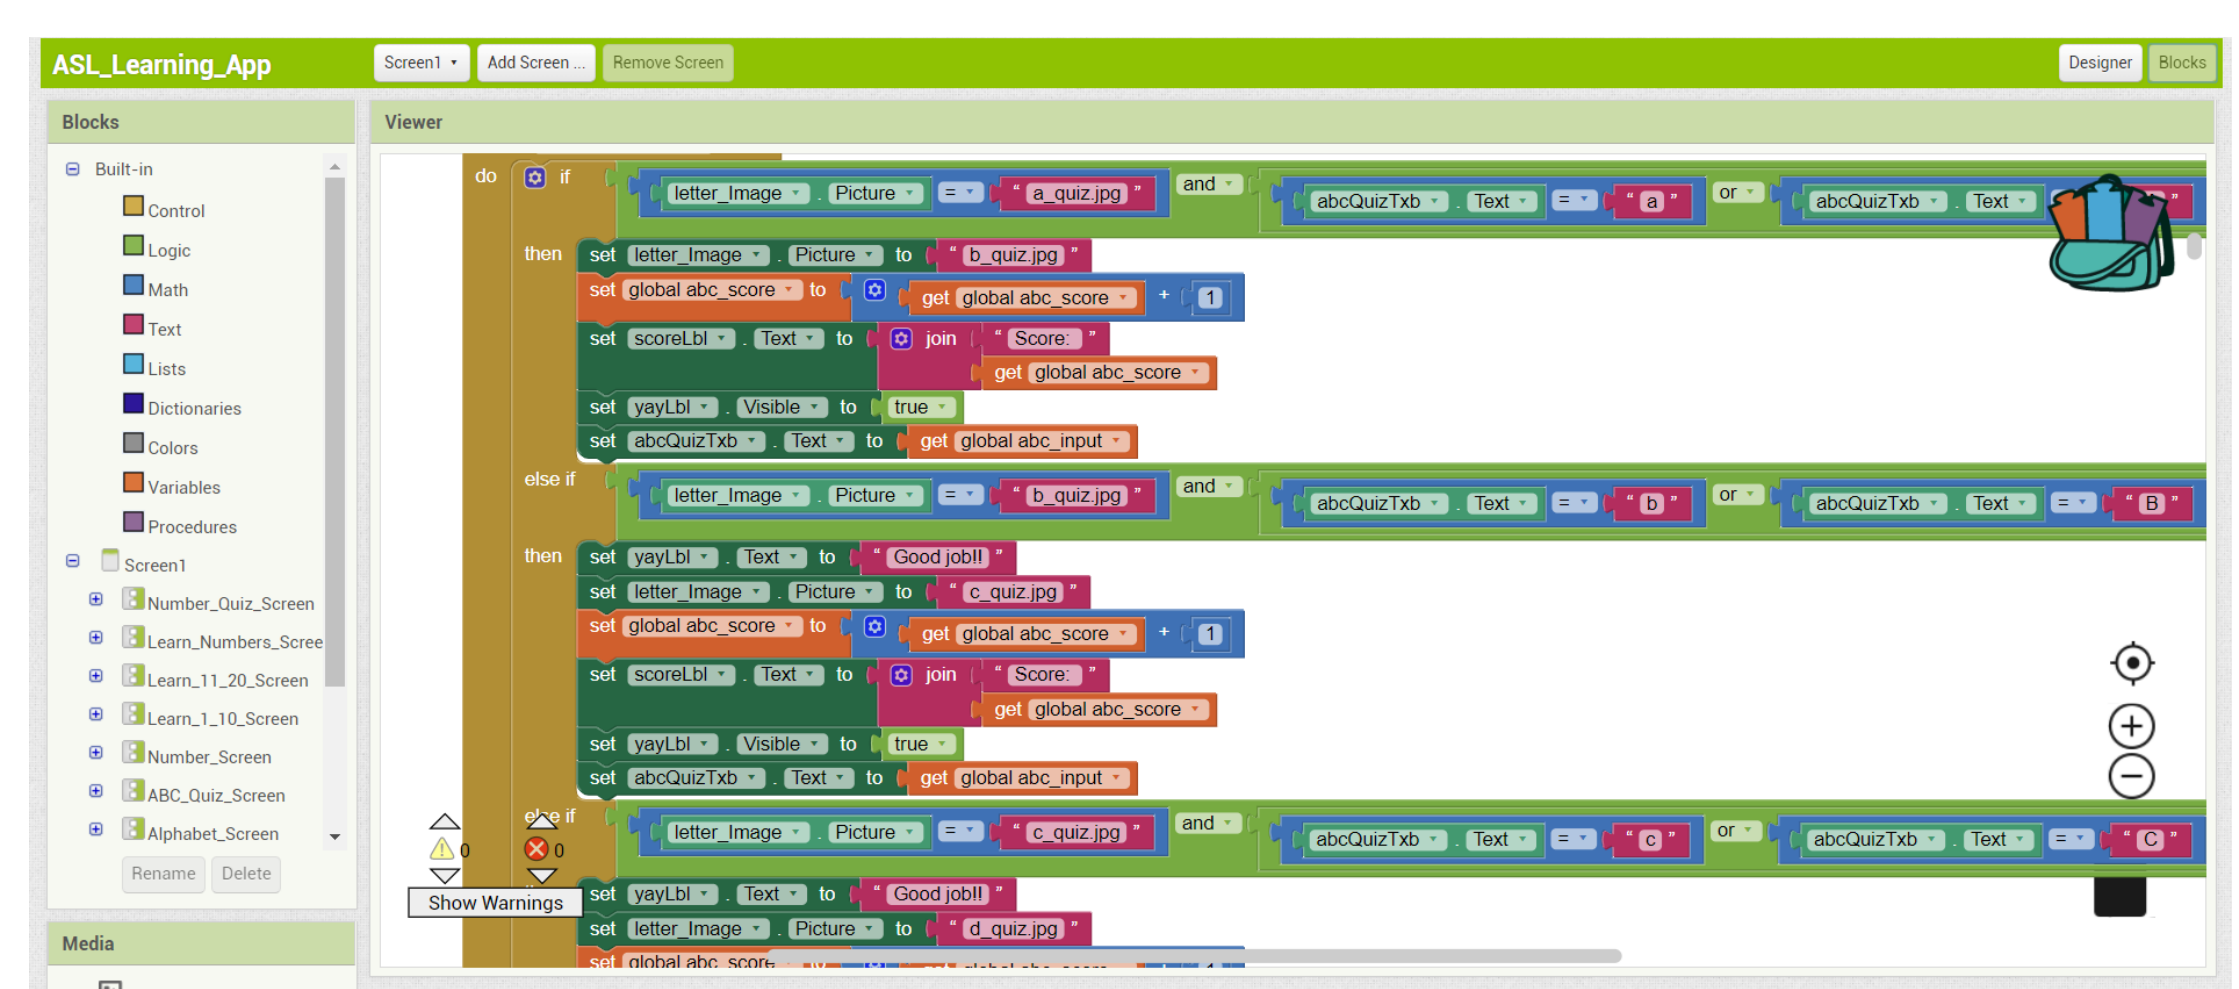 ASL_Learning_App Screen1 Add Screen ... Remove Screen Designer Blocks
Blocks
Built-in
Control
Logic
Math
Text
Lists
Dictionaries
Colors
Variables
Procedures
Screen1
Number_Quiz_Screen
Learn_Numbers_Scree
Learn_11_20_Screen
Learn_1_10_Screen
Number_Screen
ABC_Quiz_Screen
Alphabet_Screen
Rename Delete
Media
Viewer
do if letter_Image . Picture = " a_quiz.jpg " and abcQuizTxb . Text = " a " or abcQuizTxb . Text "
then set letter_Image . Picture to " b_quiz.jpg "
set global abc_score to get global abc_score + 1
set scoreLbl . Text to join " Score: "
get global abc_score
set yayLbl . Visible to true
set abcQuizTxb . Text to get global abc_input
else if letter_Image . Picture = " b_quiz.jpg " and abcQuizTxb . Text = " b " or abcQuizTxb . Text = " B "
then set yayLbl . Text to " Good job!! "
set letter_Image . Picture to " c_quiz.jpg "
set global abc_score to get global abc_score + 1
set scoreLbl . Text to join " Score: "
get global abc_score
set yayLbl . Visible to true
set abcQuizTxb . Text to get global abc_input
else if letter_Image . Picture = " c_quiz.jpg " and abcQuizTxb . Text = " c " or abcQuizTxb . Text = " C "
0 0
Show Warnings
set yayLbl . Text to " Good job!! "
set letter_Image . Picture to " d_quiz.jpg "
set global abc_score to